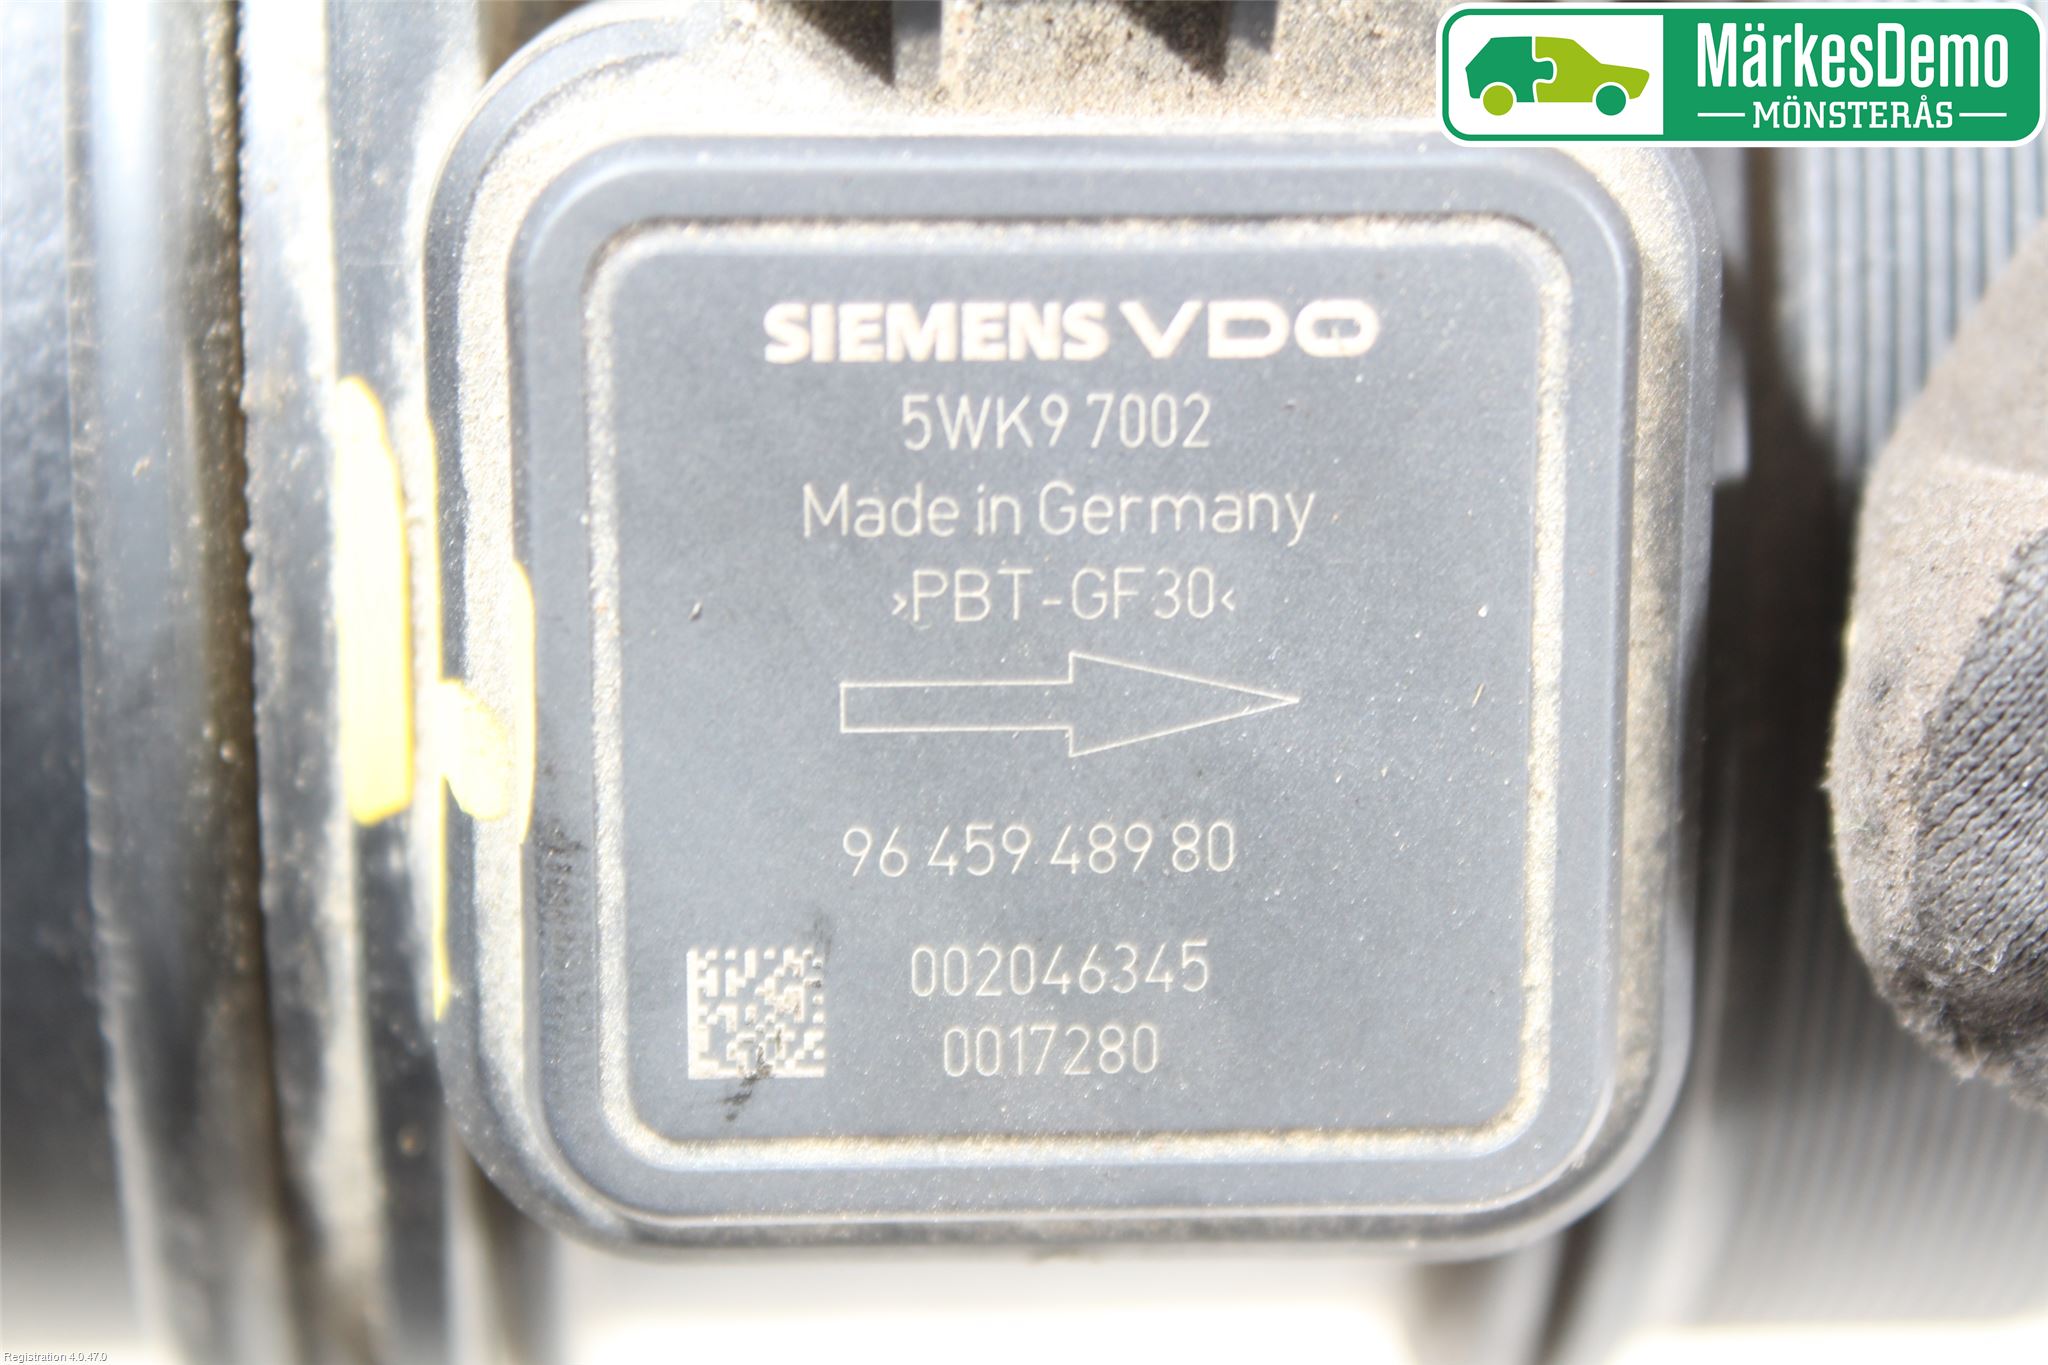 MärkesDemo
MÖNSTERÅS
SIEMENS VDO
5WK9 7002
Made in Germany
>PBT-GF30<
96 459 489 80
002046345
0017280
Registration 4.0.47.0